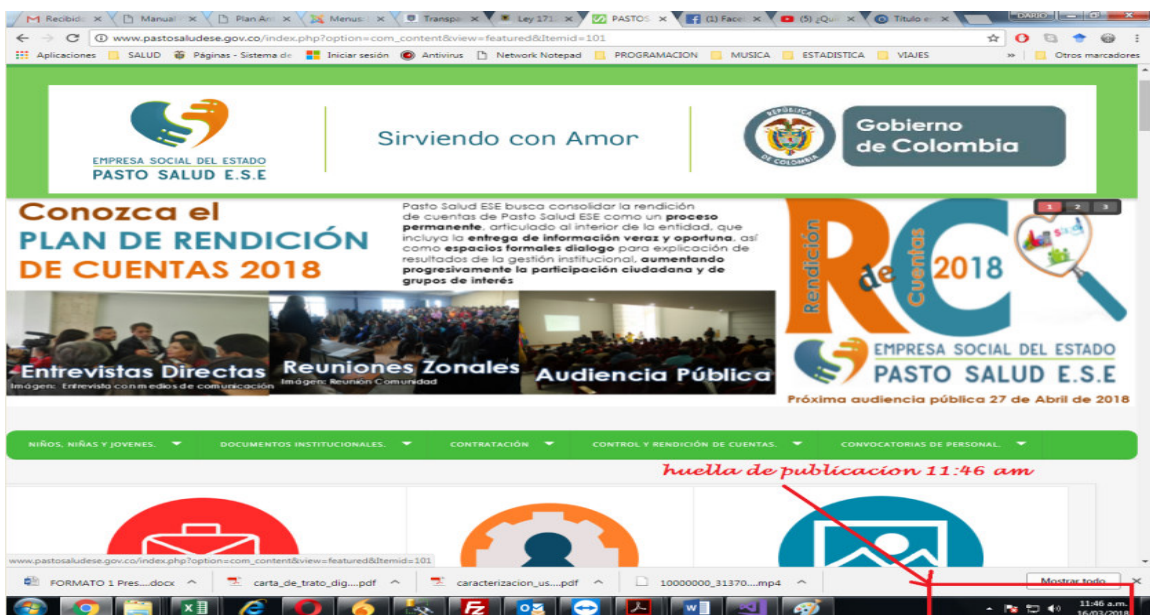 Recibid: Manual Plan An Menus: Transpa Ley 171. PASTOS (1) Face (5) ¿Qu Titulo e DARIO
www.pastosaludese.gov.co/index.php?option=com_content&view=featured&Itemid=101
Aplicaciones SALUD Páginas - Sistema de Iniciar sesión Antivirus Network Notepad PROGRAMACION MUSICA ESTADISTICA VIAJES » Otros marcadores
EMPRESA SOCIAL DEL ESTADO
PASTO SALUD E.S.E
Sirviendo con Amor
REPÚBLICA
DE COLOMBIA
Gobierno
de Colombia
Conozca el
PLAN DE RENDICIÓN
DE CUENTAS 2018
Pasto Salud ESE busca consolidar la rendición
de cuentas de Pasto Salud ESE como un proceso
permanente, articulado al interior de la entidad, que
incluya la entrega de información veraz y oportuna, así
como espacios formales dialogo para explicación de
resultados de la gestión institucional, aumentando
progresivamente la participación ciudadana y de
grupos de interés
1 2 3
Rendición
de
Cuentas
2018
salud
Entrevistas Directas
Imágen: Entrevista con medios de comunicación
Reuniones Zonales
Imágen: Reunion Comunidad
Audiencia Pública
EMPRESA SOCIAL DEL ESTADO
PASTO SALUD E.S.E
Próxima audiencia pública 27 de Abril de 2018
NIÑOS, NIÑAS Y JOVENES. DOCUMENTOS INSTITUCIONALES. CONTRATACIÓN CONTROL Y RENDICIÓN DE CUENTAS. CONVOCATORIAS DE PERSONAL.
huella de publicacion 11:46 am
www.pastosaludese.gov.co/index.php?option=com_content&view=featured&Itemid=101
FORMATO 1 Pres....docx carta_de_trato_dig....pdf caracterizacion_us....pdf 10000000_31370....mp4 Mostrar todo
11:46 a.m.
16/03/2018